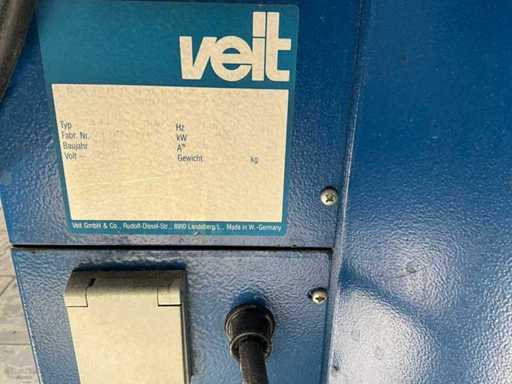 veit
Typ Hz
Fabr. Nr. kW
Baujahr A
Volt Gewicht kg
Veit GmbH & Co., Rudolf-Diesel-Str., 8910 Landsberg/L., Made in W.-Germany